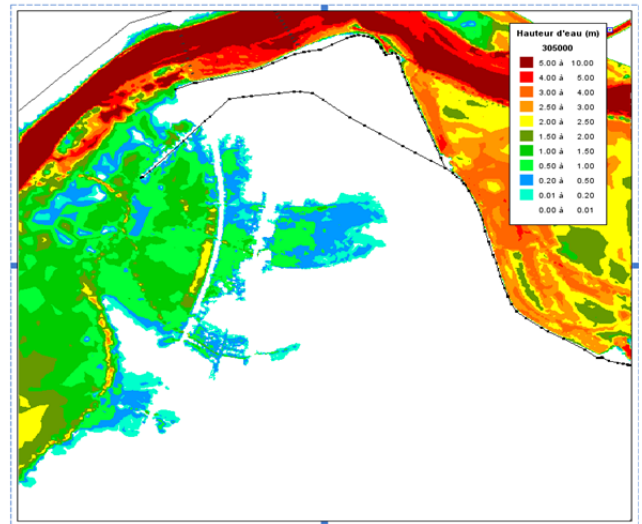 Hauteur d'eau (m)
305000
5.00 à 10.00
4.00 à 5.00
3.00 à 4.00
2.50 à 3.00
2.00 à 2.50
1.50 à 2.00
1.00 à 1.50
0.50 à 1.00
0.20 à 0.50
0.01 à 0.20
0.00 à 0.01